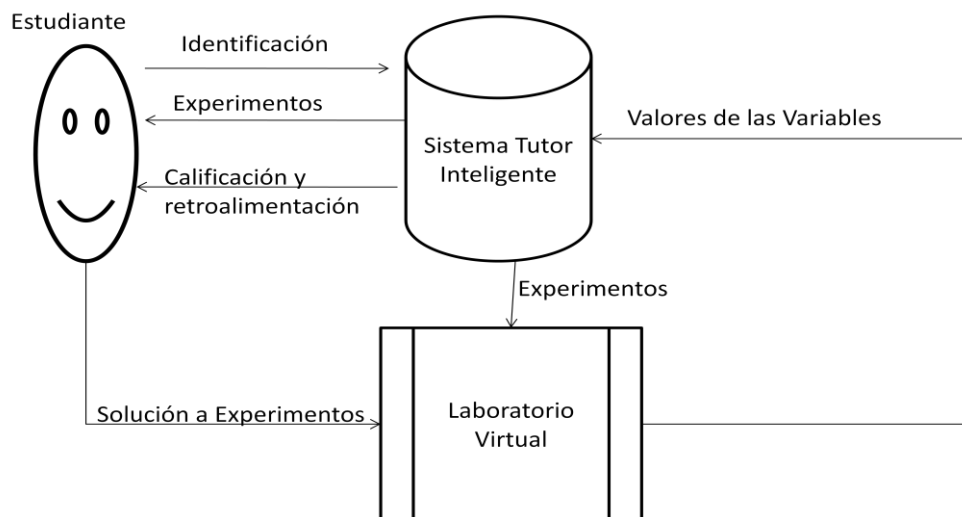 Estudiante
Identificación
Experimentos
Calificación y
retroalimentación
Sistema Tutor
Inteligente
Valores de las Variables
Experimentos
Solución a Experimentos
Laboratorio
Virtual